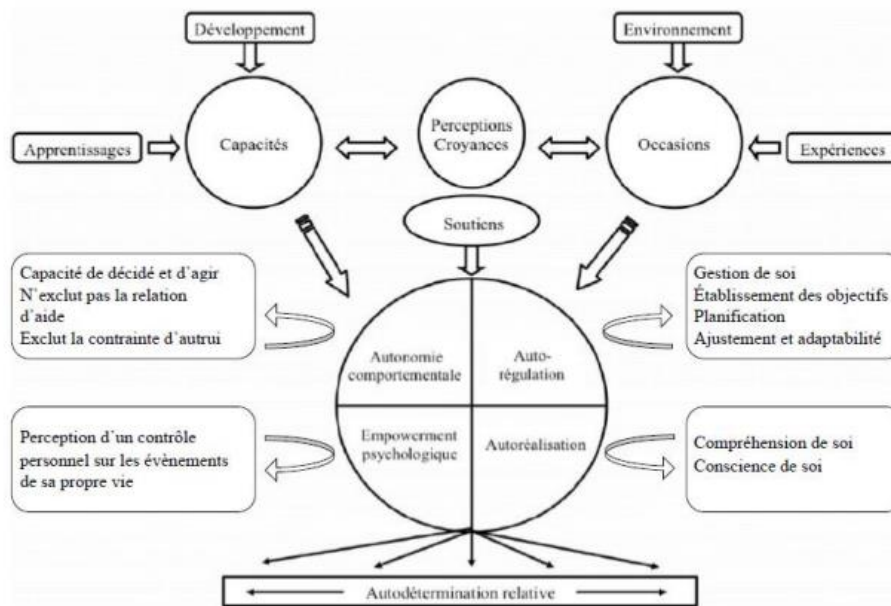 Développement
Environnement
Apprentissages
Capacités
Perceptions
Croyances
Occasions
Expériences
Soutiens
Capacité de décidé et d'agir
N'exclut pas la relation
d'aide
Exclut la contrainte d'autrui
Gestion de soi
Établissement des objectifs
Planification
Ajustement et adaptabilité
Autonomie
comportementale
Auto-
régulation
Empowerment
psychologique
Autoréalisation
Perception d'un contrôle
personnel sur les évènements
de sa propre vie
Compréhension de soi
Conscience de soi
Autodétermination relative